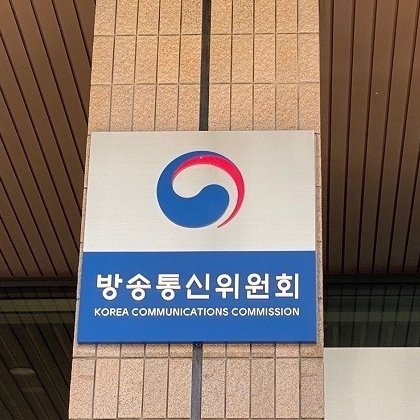 방송통신위원회
KOREA COMMUNICATIONS COMMISSION